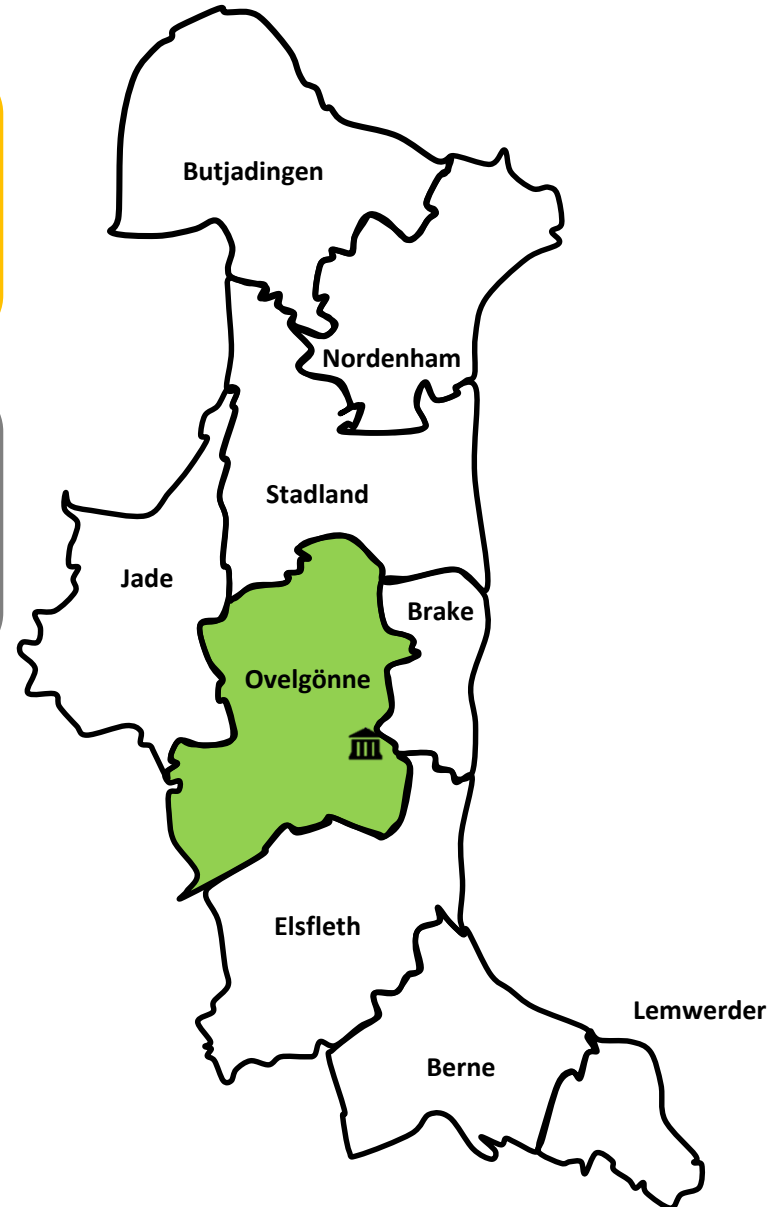 Butjadingen
Nordenham
Stadland
Jade
Brake
Ovelgönne
Elsfleth
Lemwerder
Berne